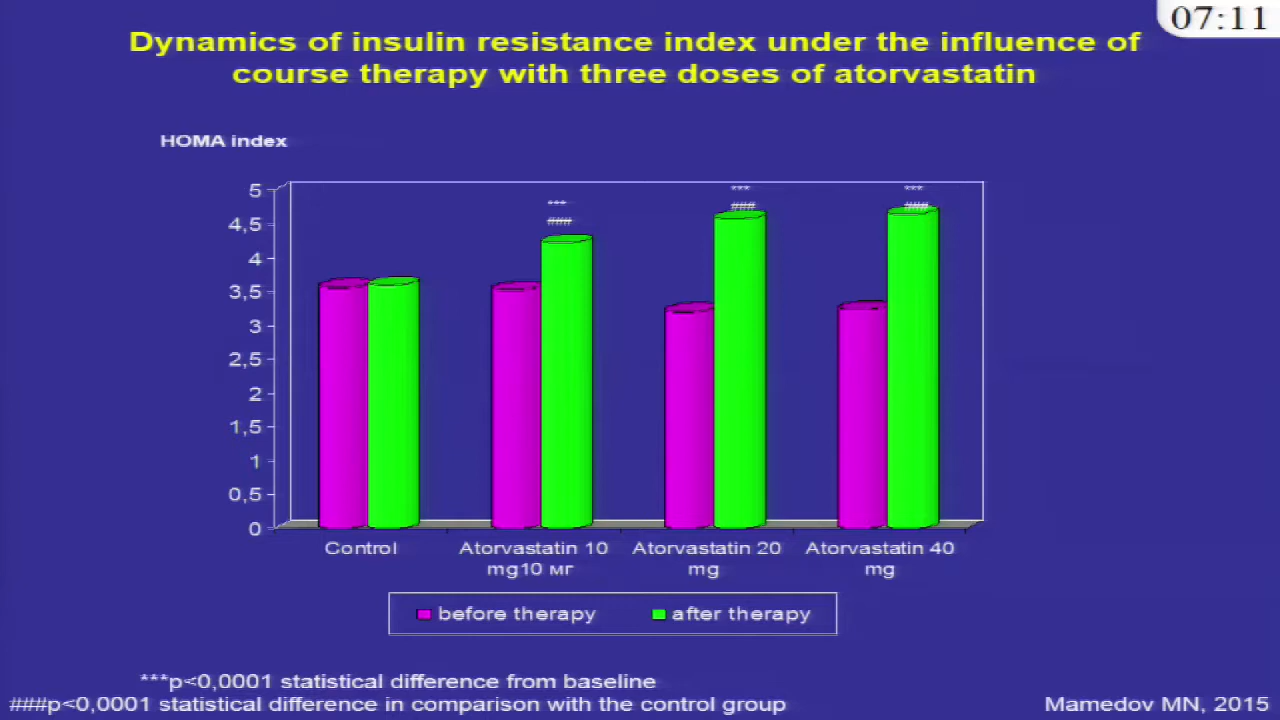 07:11
Dynamics of insulin resistance index under the influence of
course therapy with three doses of atorvastatin
HOMA index
5
4,5
4
3,5
3
2,5
2
1,5
1
0,5
0
***
###
***
###
***
###
Control
Atorvastatin 10
mg10 мг
Atorvastatin 20
mg
Atorvastatin 40
mg
before therapy
after therapy
***p<0,0001 statistical difference from baseline
###p<0,0001 statistical difference in comparison with the control group
Mamedov MN, 2015